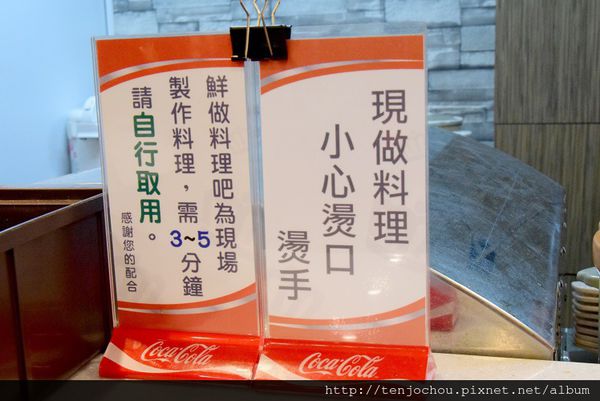 現做料理
小心燙口
燙手
鮮做料理吧為現場
製作料理，需3~5分鐘
請自行取用。
感謝您的配合
Coca-Cola
Coca-Cola
http://tenjochou.pixnet.net/album